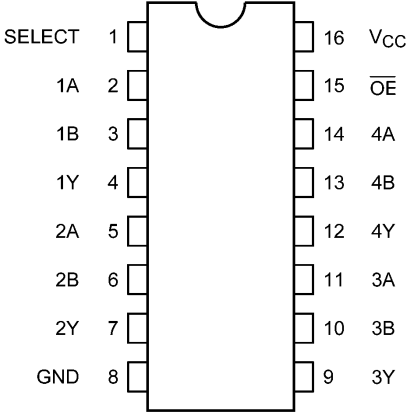 SELECT 1 16 VCC
1A 2 15 OE
1B 3 14 4A
1Y 4 13 4B
2A 5 12 4Y
2B 6 11 3A
2Y 7 10 3B
GND 8 9 3Y